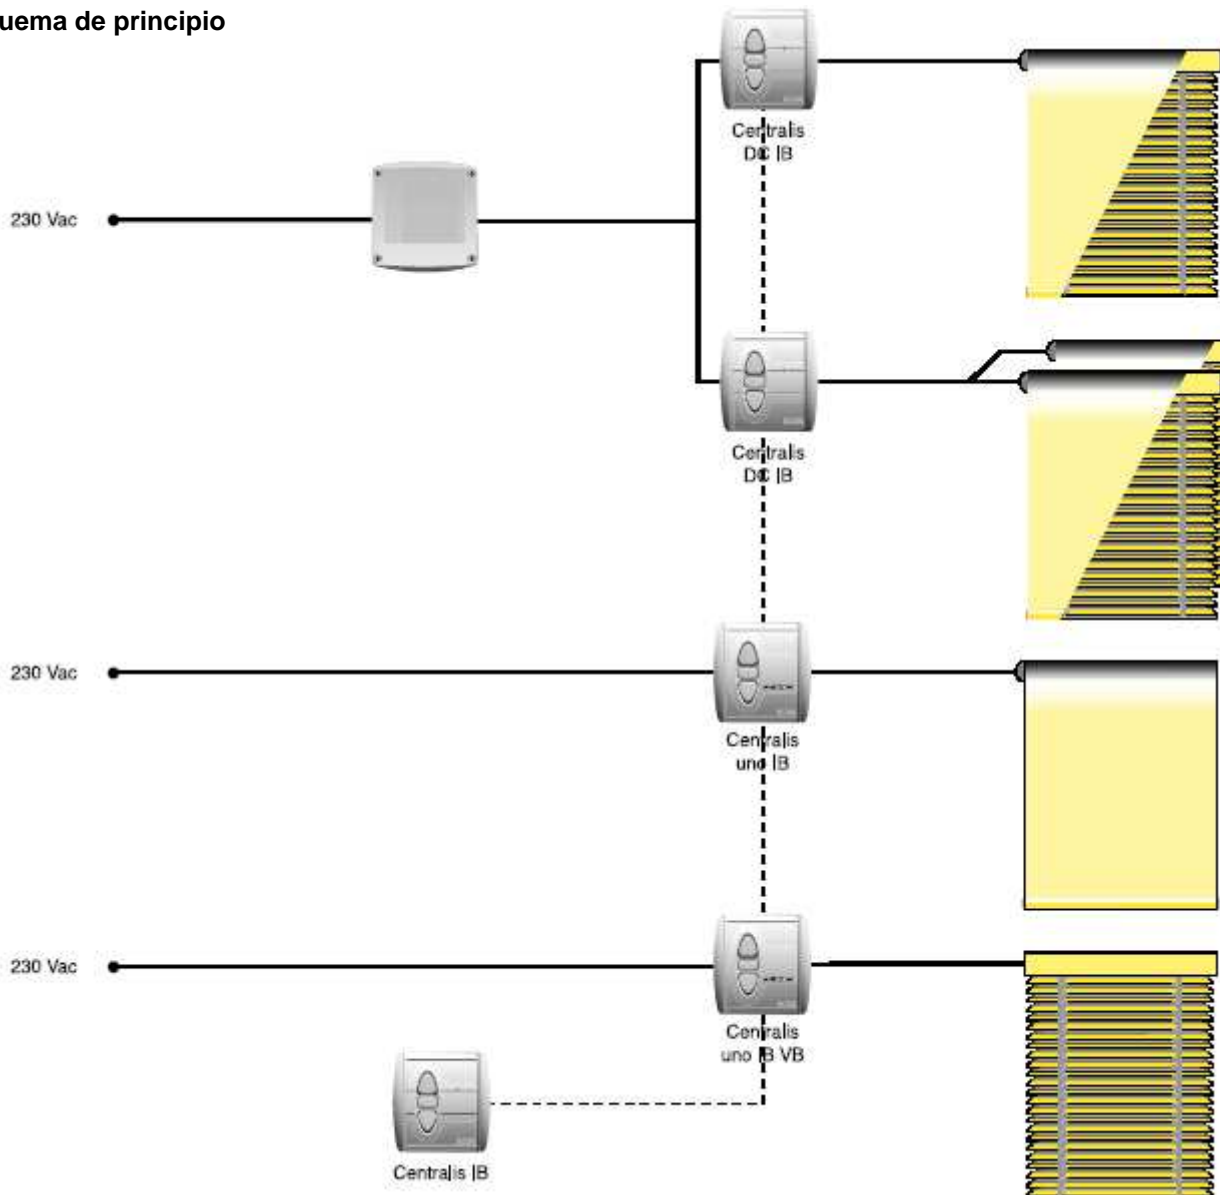 uema de principio
Centralis
DC IB
230 Vac
Centralis
DC IB
230 Vac
Centralis
uno IB
230 Vac
Centralis
uno IB VB
Centralis IB